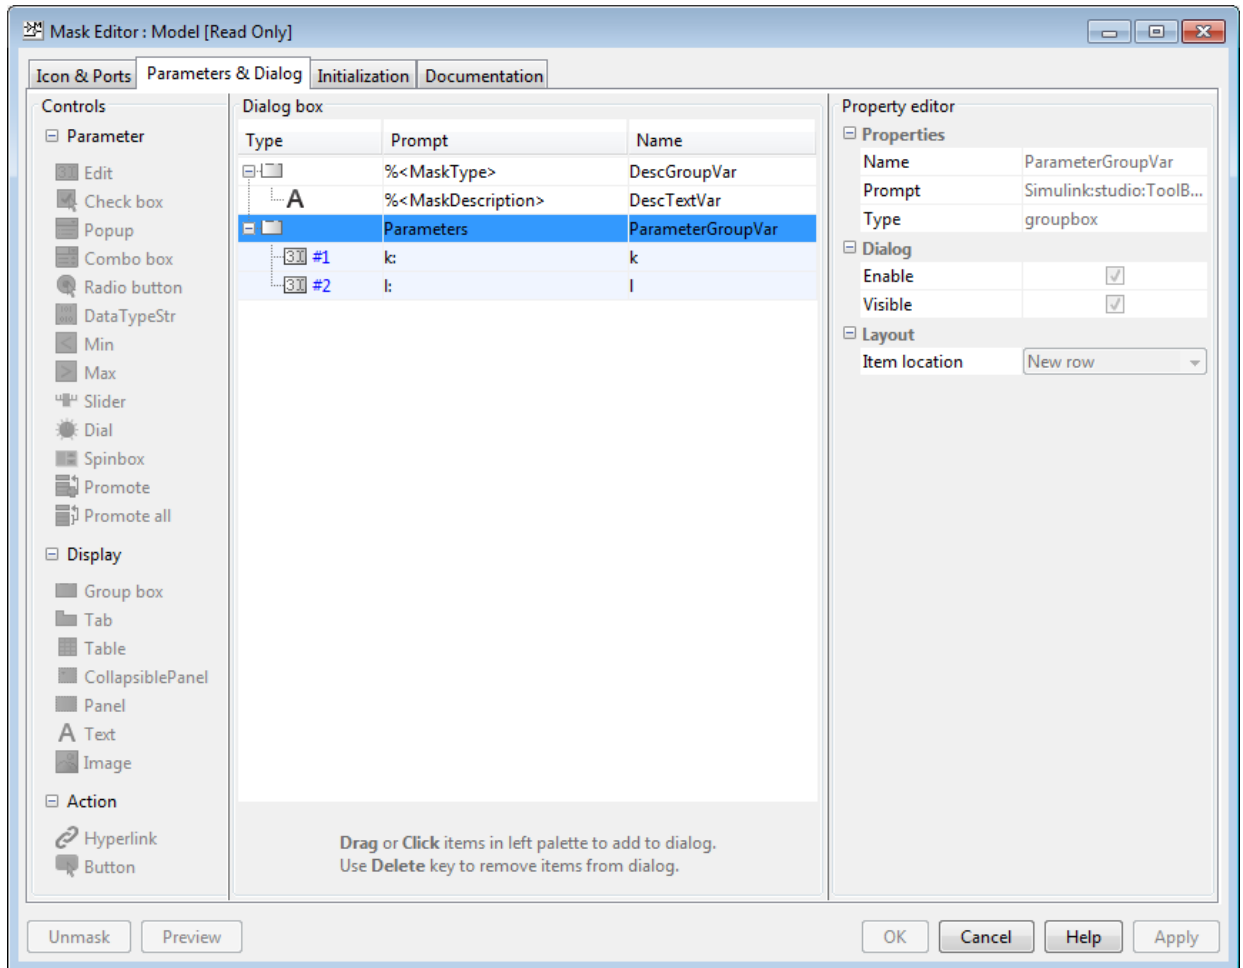 Mask Editor : Model [Read Only]
Icon & Ports Parameters & Dialog Initialization Documentation
Controls
Parameter
Edit
Check box
Popup
Combo box
Radio button
DataTypeStr
Min
Max
Slider
Dial
Spinbox
Promote
Promote all
Display
Group box
Tab
Table
CollapsiblePanel
Panel
A Text
Image
Action
Hyperlink
Button
Dialog box
Type Prompt Name
%<MaskType> DescGroupVar
A %<MaskDescription> DescTextVar
Parameters ParameterGroupVar
#1 k: k
#2 l: l
Drag or Click items in left palette to add to dialog.
Use Delete key to remove items from dialog.
Property editor
Properties
Name ParameterGroupVar
Prompt Simulink:studio:ToolB...
Type groupbox
Dialog
Enable
Visible
Layout
Item location New row
Unmask Preview OK Cancel Help Apply